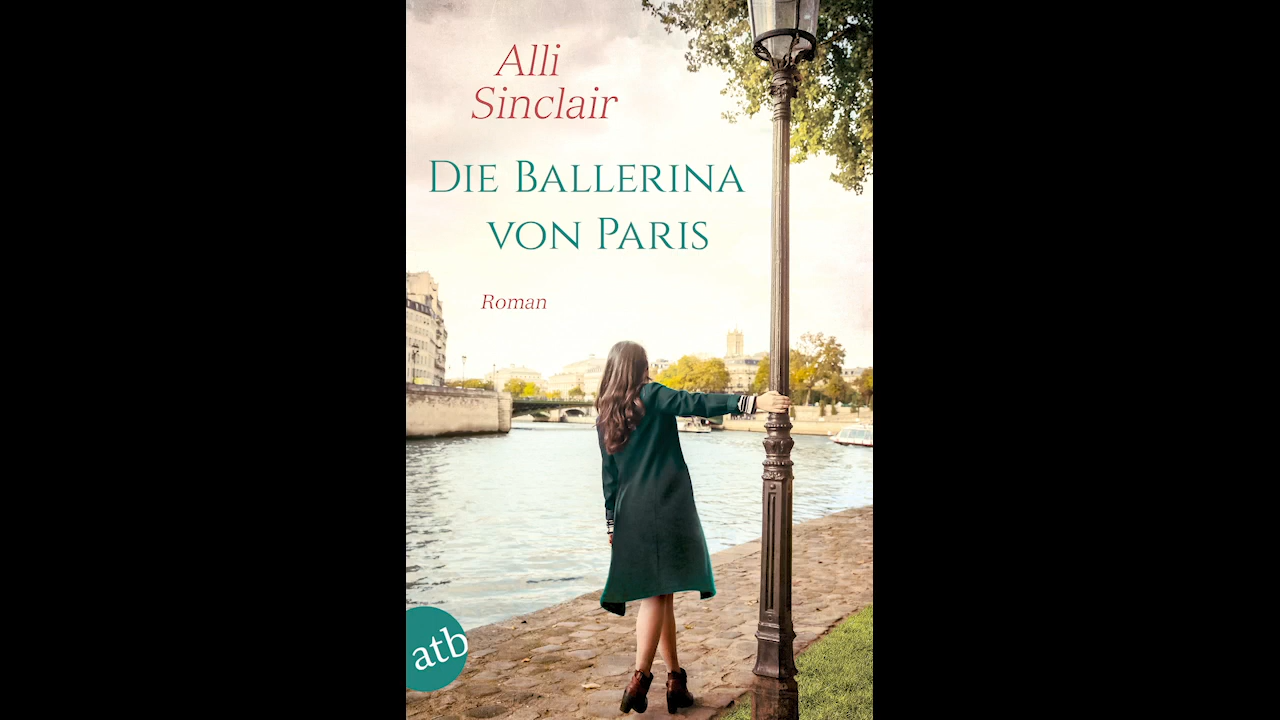 Alli
Sinclair
Die Ballerina
von Paris
Roman
atb